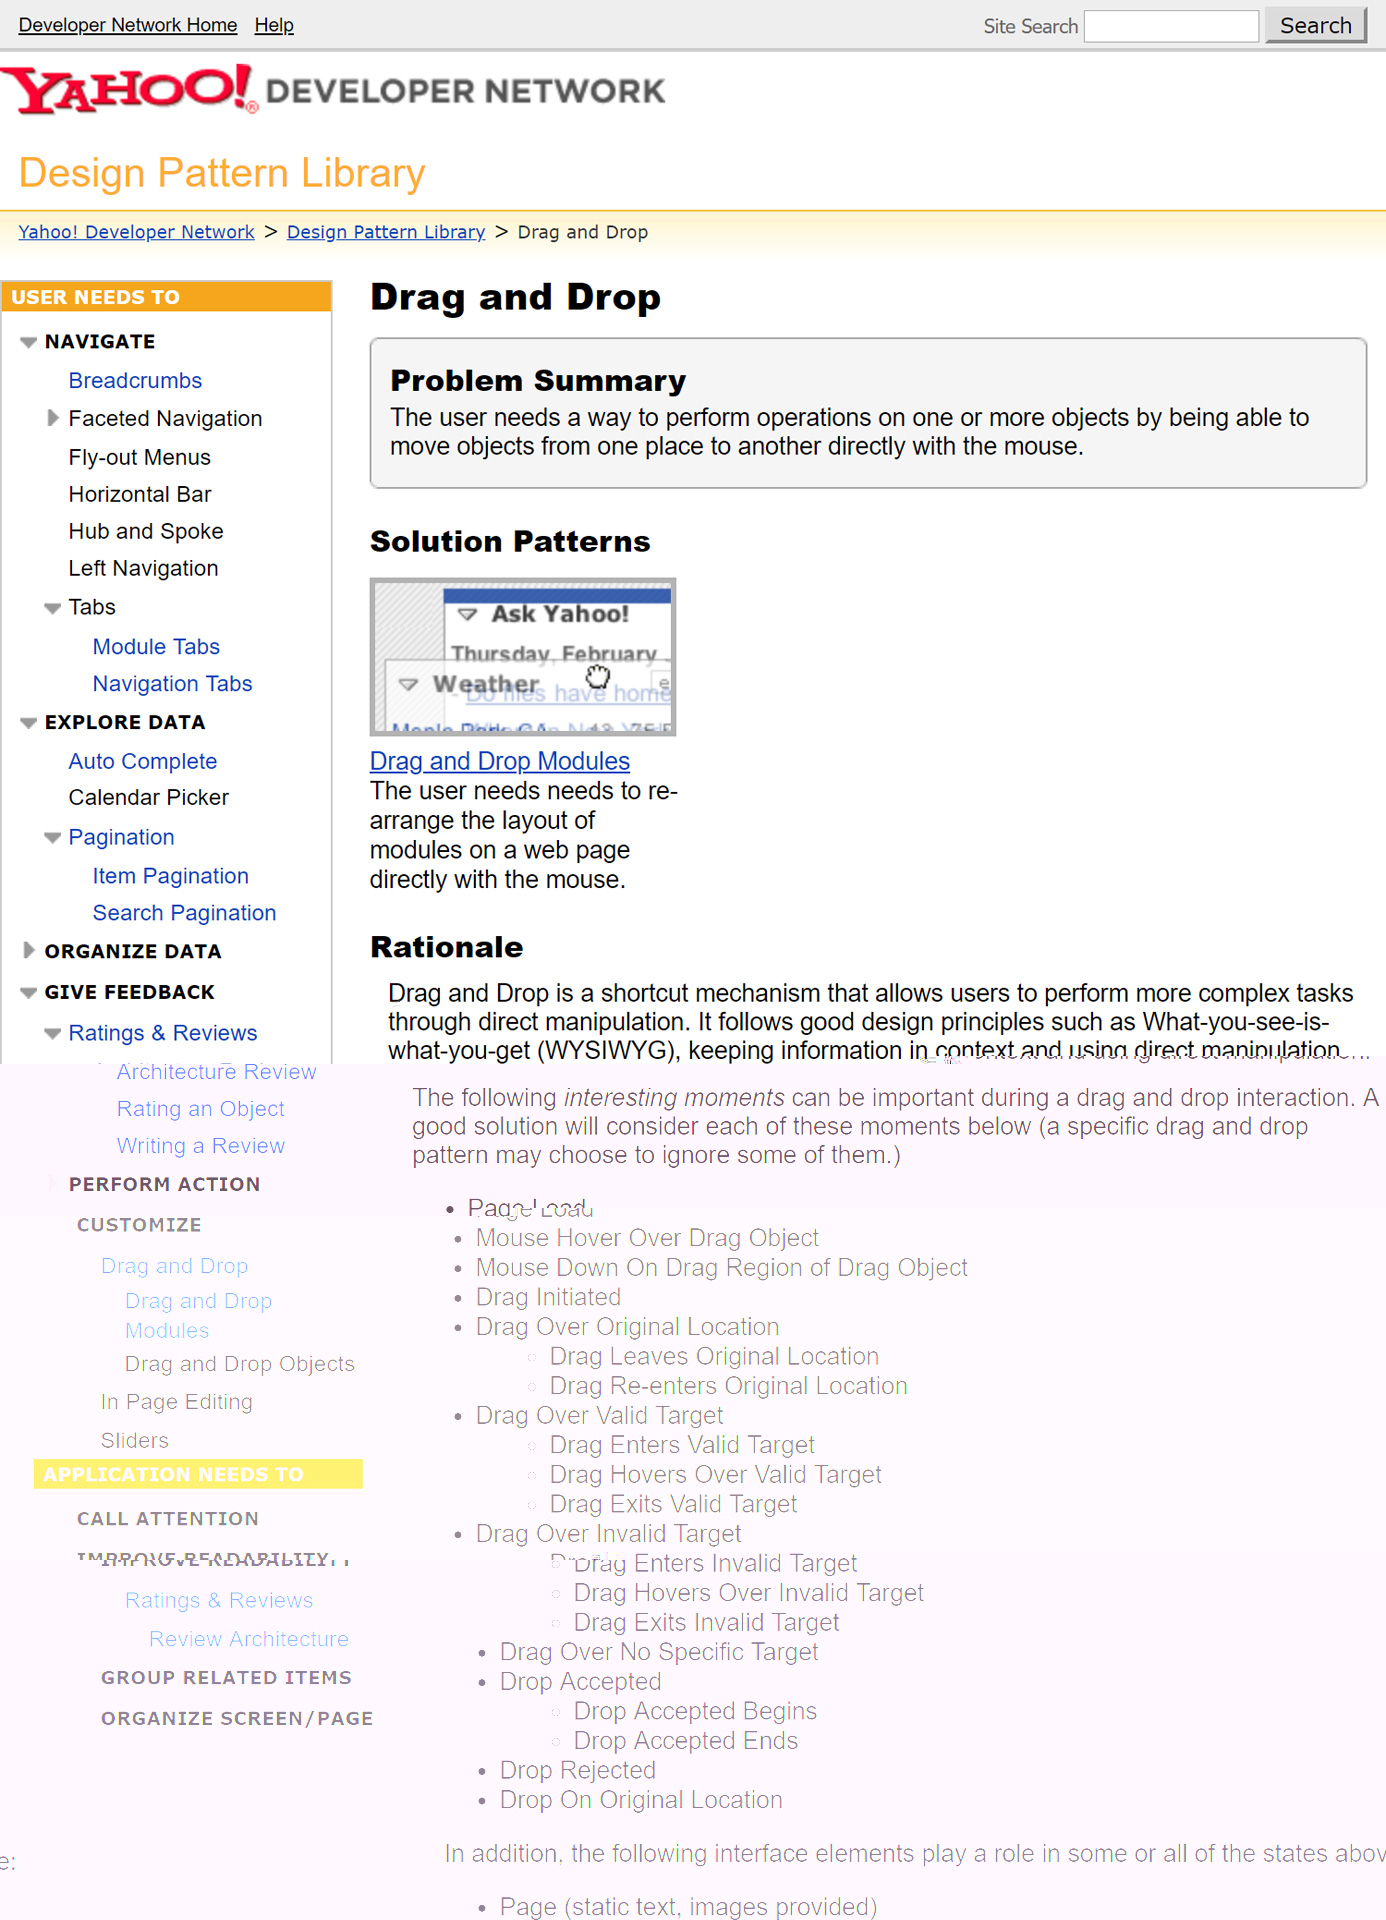 Developer Network Home Help Site Search Search
YAHOO!® DEVELOPER NETWORK
Design Pattern Library
Yahoo! Developer Network > Design Pattern Library > Drag and Drop
USER NEEDS TO
NAVIGATE
Breadcrumbs
Faceted Navigation
Fly-out Menus
Horizontal Bar
Hub and Spoke
Left Navigation
Tabs
Module Tabs
Navigation Tabs
EXPLORE DATA
Auto Complete
Calendar Picker
Pagination
Item Pagination
Search Pagination
ORGANIZE DATA
GIVE FEEDBACK
Ratings & Reviews
Architecture Review
Rating an Object
Writing a Review
PERFORM ACTION
CUSTOMIZE
Drag and Drop
Drag and Drop
Modules
Drag and Drop Objects
In Page Editing
Sliders
APPLICATION NEEDS TO
CALL ATTENTION
IMPROVE READABILITY
Ratings & Reviews
Review Architecture
GROUP RELATED ITEMS
ORGANIZE SCREEN/PAGE
e:
Drag and Drop
Problem Summary
The user needs a way to perform operations on one or more objects by being able to
move objects from one place to another directly with the mouse.
Solution Patterns
Ask Yahoo!
Thursday, February
Weather
Do flies have home
Drag and Drop Modules
The user needs needs to re-
arrange the layout of
modules on a web page
directly with the mouse.
Rationale
Drag and Drop is a shortcut mechanism that allows users to perform more complex tasks
through direct manipulation. It follows good design principles such as What-you-see-is-
what-you-get (WYSIWYG), keeping information in context and using direct manipulation.
The following interesting moments can be important during a drag and drop interaction. A
good solution will consider each of these moments below (a specific drag and drop
pattern may choose to ignore some of them.)
• Page Load
• Mouse Hover Over Drag Object
• Mouse Down On Drag Region of Drag Object
• Drag Initiated
• Drag Over Original Location
○ Drag Leaves Original Location
○ Drag Re-enters Original Location
• Drag Over Valid Target
○ Drag Enters Valid Target
○ Drag Hovers Over Valid Target
○ Drag Exits Valid Target
• Drag Over Invalid Target
○ Drag Enters Invalid Target
○ Drag Hovers Over Invalid Target
○ Drag Exits Invalid Target
• Drag Over No Specific Target
• Drop Accepted
○ Drop Accepted Begins
○ Drop Accepted Ends
• Drop Rejected
• Drop On Original Location
In addition, the following interface elements play a role in some or all of the states abov
• Page (static text, images provided)